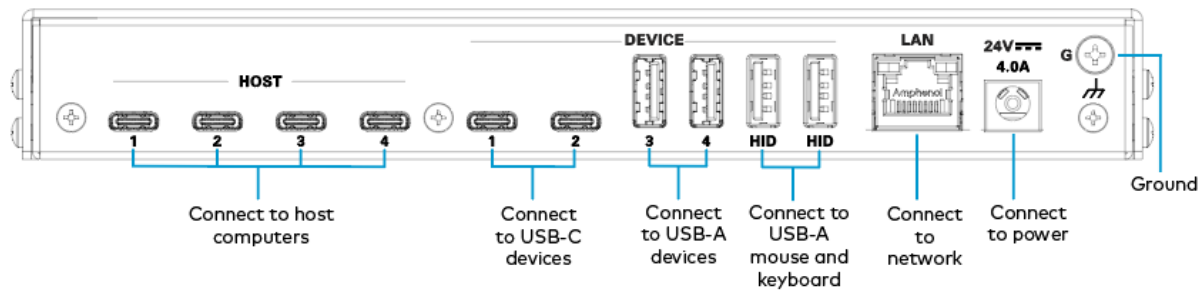 DEVICE
LAN
24V
4.0A
G
HOST
Amphenol
1
2
3
4
1
2
3
4
HID
HID
Ground
Connect to host
computers
Connect
to USB-C
devices
Connect
to USB-A
devices
Connect to
USB-A
mouse and
keyboard
Connect
to
network
Connect
to power